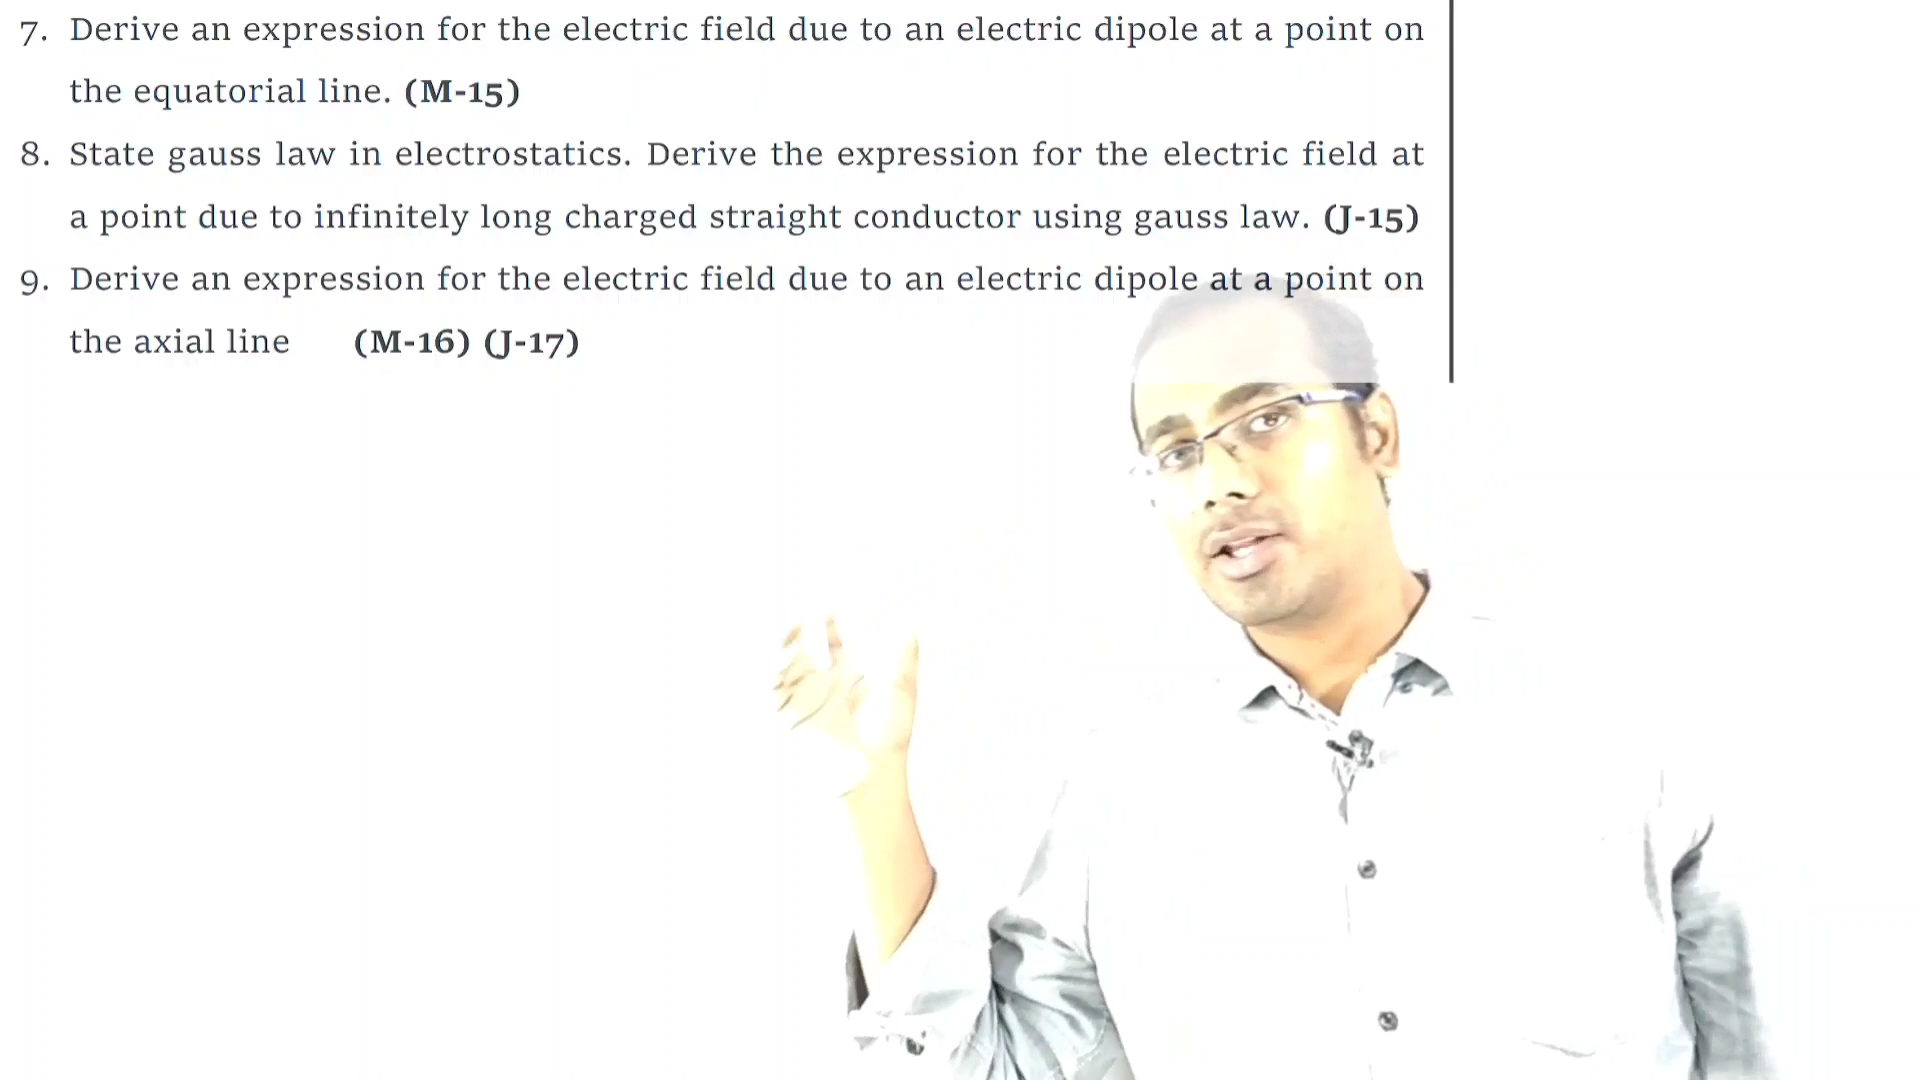 7. Derive an expression for the electric field due to an electric dipole at a point on
the equatorial line. (M-15)
8. State gauss law in electrostatics. Derive the expression for the electric field at
a point due to infinitely long charged straight conductor using gauss law. (J-15)
9. Derive an expression for the electric field due to an electric dipole at a point on
the axial line (M-16) (J-17)